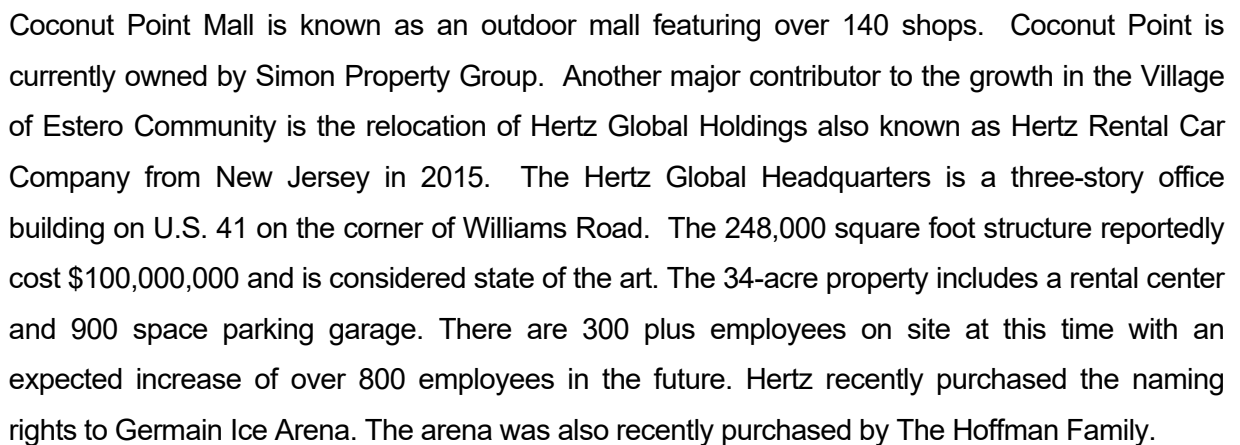 Coconut Point Mall is known as an outdoor mall featuring over 140 shops. Coconut Point is
currently owned by Simon Property Group. Another major contributor to the growth in the Village
of Estero Community is the relocation of Hertz Global Holdings also known as Hertz Rental Car
Company from New Jersey in 2015. The Hertz Global Headquarters is a three-story office
building on U.S. 41 on the corner of Williams Road. The 248,000 square foot structure reportedly
cost $100,000,000 and is considered state of the art. The 34-acre property includes a rental center
and 900 space parking garage. There are 300 plus employees on site at this time with an
expected increase of over 800 employees in the future. Hertz recently purchased the naming
rights to Germain Ice Arena. The arena was also recently purchased by The Hoffman Family.